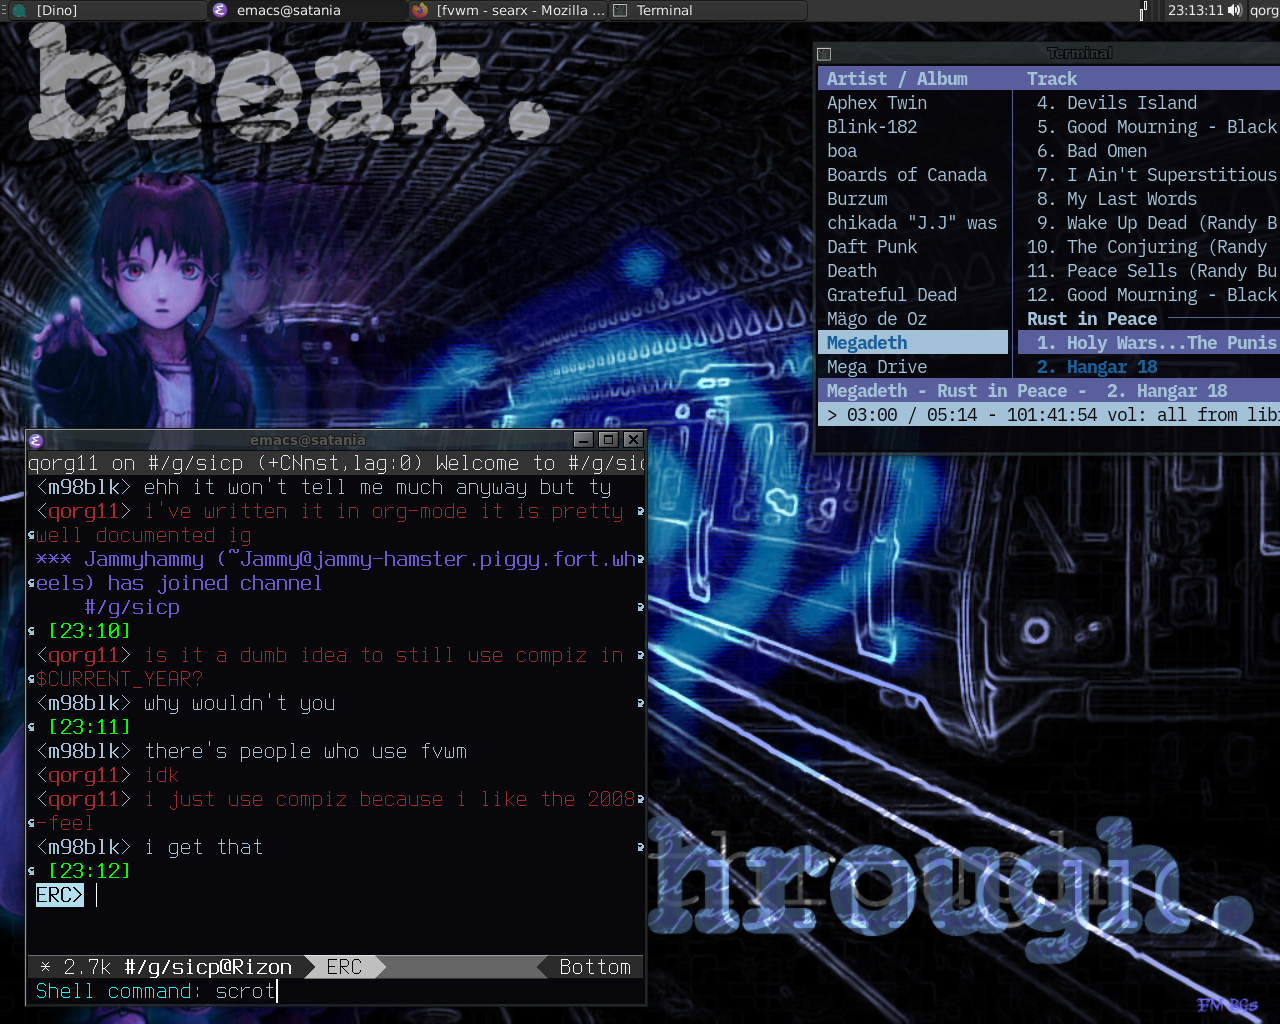 [Dino]
emacs@satania
[fvwm - searx - Mozilla ...
Terminal
23:13:11
qorg
break.
Terminal
Artist / Album Track
Aphex Twin 4. Devils Island
Blink-182 5. Good Mourning - Black
boa 6. Bad Omen
Boards of Canada 7. I Ain't Superstitious
Burzum 8. My Last Words
chikada "J.J" was 9. Wake Up Dead (Randy B
Daft Punk 10. The Conjuring (Randy
Death 11. Peace Sells (Randy Bu
Grateful Dead 12. Good Mourning - Black
Mägo de Oz Rust in Peace
Megadeth 1. Holy Wars...The Punis
Mega Drive 2. Hangar 18
Megadeth - Rust in Peace - 2. Hangar 18
> 03:00 / 05:14 - 101:41:54 vol: all from lib
emacs@satania
qorg11 on #/g/sicp (+CNnst,lag:0) Welcome to #/g/sic
<m98blk> ehh it won't tell me much anyway but ty
<qorg11> i've written it in org-mode it is pretty
well documented ig
*** Jammyhammy (~Jammy@jammy-hamster.piggy.fort.wh
eels) has joined channel
#/g/sicp
[23:10]
<qorg11> is it a dumb idea to still use compiz in
$CURRENT_YEAR?
<m98blk> why wouldn't you
[23:11]
<m98blk> there's people who use fvwm
<qorg11> idk
<qorg11> i just use compiz because i like the 2008
-feel
<m98blk> i get that
[23:12]
ERC>
* 2.7k #/g/sicp@Rizon ERC Bottom
Shell command: scrot
hrough.